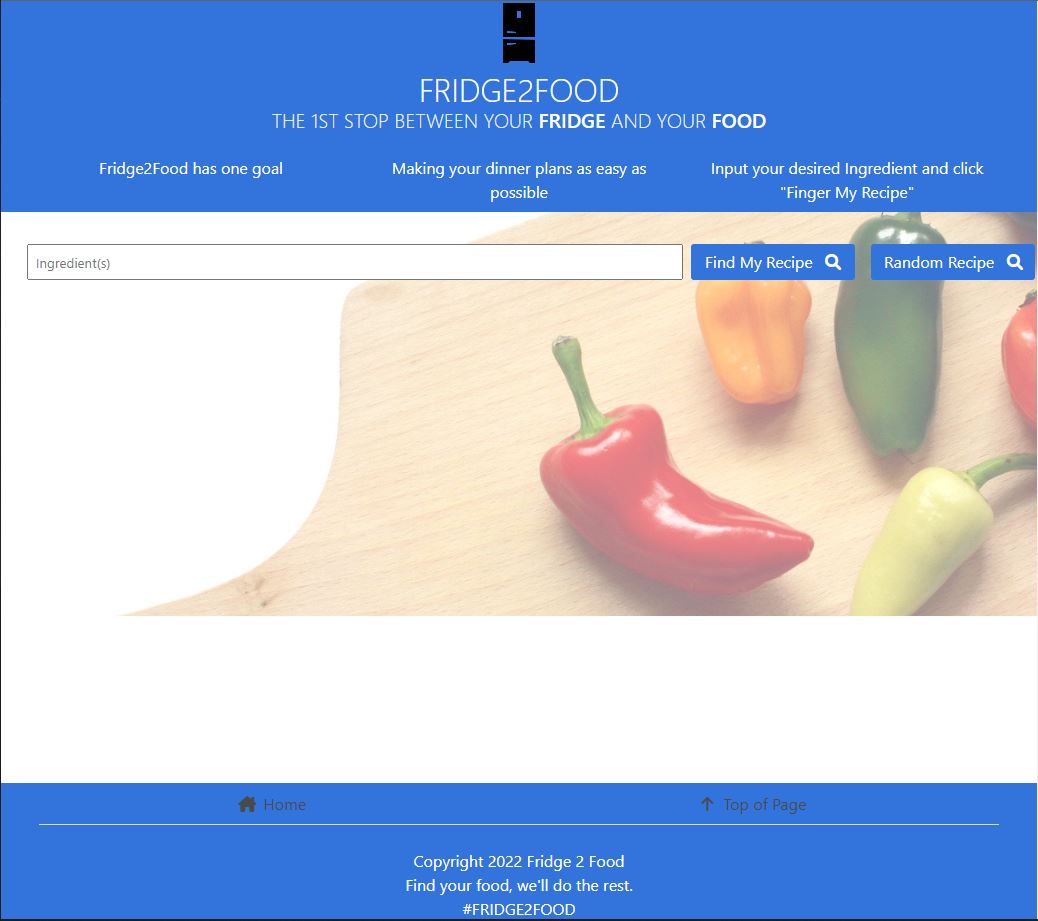 FRIDGE2FOOD
THE 1ST STOP BETWEEN YOUR FRIDGE AND YOUR FOOD
Fridge2Food has one goal
Making your dinner plans as easy as
possible
Input your desired Ingredient and click
"Finger My Recipe"
Ingredient(s)
Find My Recipe
Random Recipe
Home
Top of Page
Copyright 2022 Fridge 2 Food
Find your food, we'll do the rest.
#FRIDGE2FOOD